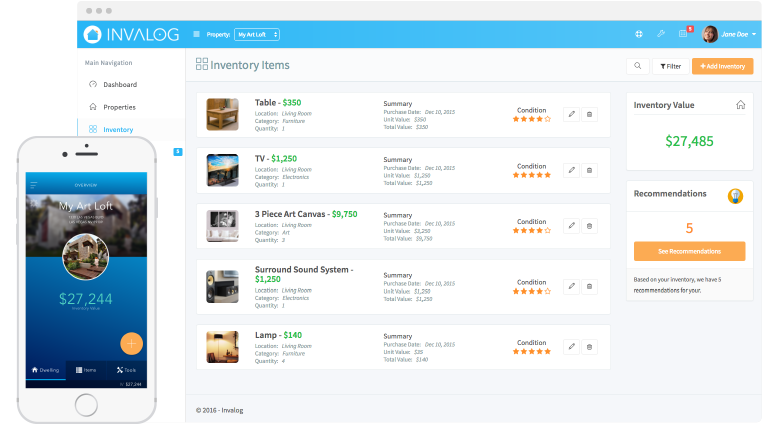 INVALOG
Property: My Art Loft
5
Jane Doe
Main Navigation
Dashboard
Properties
Inventory
3
Inventory Items
Filter
+ Add Inventory
Table - $350
Location: Living Room
Category: Furniture
Quantity: 1
Summary
Purchase Date: Dec 10, 2015
Unit Value: $350
Total Value: $350
Condition
TV - $1,250
Location: Living Room
Category: Electronics
Quantity: 1
Summary
Purchase Date: Dec 10, 2015
Unit Value: $1,250
Total Value: $1,250
Condition
3 Piece Art Canvas - $9,750
Location: Living Room
Category: Art
Quantity: 3
Summary
Purchase Date: Dec 10, 2015
Unit Value: $3,250
Total Value: $9,750
Condition
Surround Sound System -
$1,250
Location: Living Room
Category: Electronics
Quantity: 1
Summary
Purchase Date: Dec 10, 2015
Unit Value: $1,250
Total Value: $1,250
Condition
Lamp - $140
Location: Living Room
Category: Furniture
Quantity: 4
Summary
Purchase Date: Dec 10, 2015
Unit Value: $35
Total Value: $140
Condition
Inventory Value
$27,485
Recommendations
5
See Recommendations
Based on your inventory, we have 5
recommendations for your.
© 2016 - Invalog
OVERVIEW
My Art Loft
$27,244
Inventory Value
+
Dwelling
Items
Tools
IV $27,244